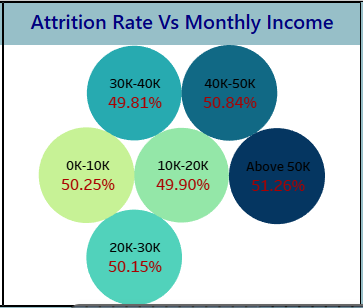 Attrition Rate Vs Monthly Income
30K-40K
49.81%
40K-50K
50.84%
0K-10K
50.25%
10K-20K
49.90%
Above 50K
51.26%
20K-30K
50.15%